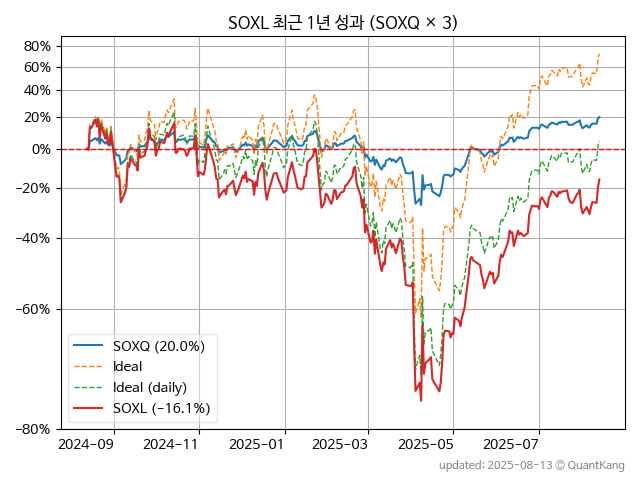 SOXL 최근 1년 성과 (SOXQ × 3)
80%
60%
40%
20%
0%
−20%
−40%
−60%
−80%
SOXQ (20.0%)
Ideal
Ideal (daily)
SOXL (−16.1%)
2024−09 2024−11 2025−01 2025−03 2025−05 2025−07
updated: 2025−08−13 © QuantKang